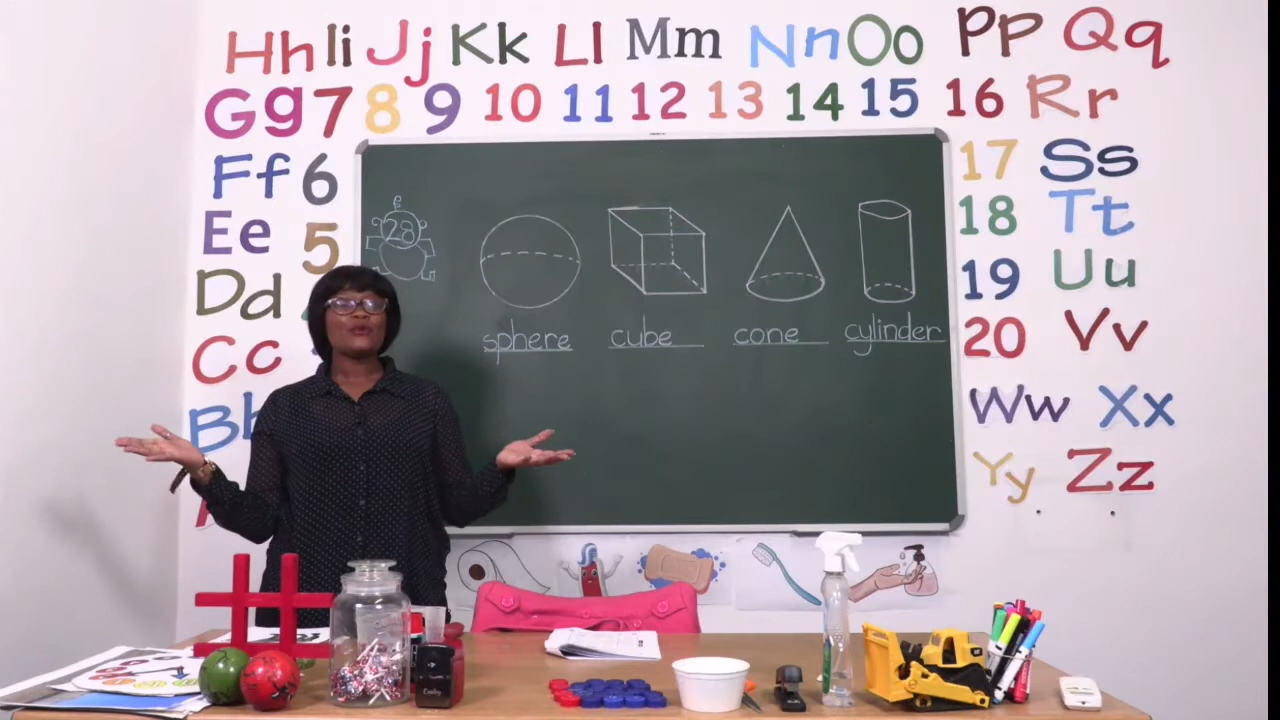 Hh Ii Jj Kk Ll Mm Nn Oo Pp Qq
Gg 7 8 9 10 11 12 13 14 15 16 Rr
Ff 6 17 Ss
28
Ee 5 18 Tt
Dd 19 Uu
sphere cube cone cylinder
Cc 20 Vv
Bb Ww Xx
Yy Zz